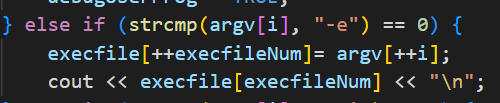 } else if (strcmp(argv[i], "-e") == 0) {
execfile[++execfileNum]= argv[++i];
cout << execfile[execfileNum] << "\n";